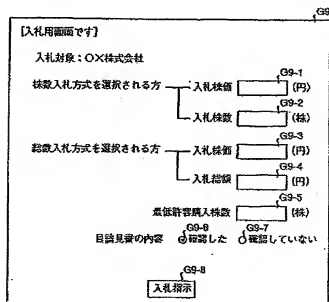 G9
[入札用画面です]
入札対象：○×株式会社
G9-1
株数入札方式を選択される方 入札株価 (円)
G9-2
入札株数 (株)
G9-3
総数入札方式を選択される方 入札株価 (円)
G9-4
入札総額 (円)
G9-5
最低許容購入株数 (株)
G9-6 G9-7
目論見書の内容 確認した 確認していない
G9-8
入札指示